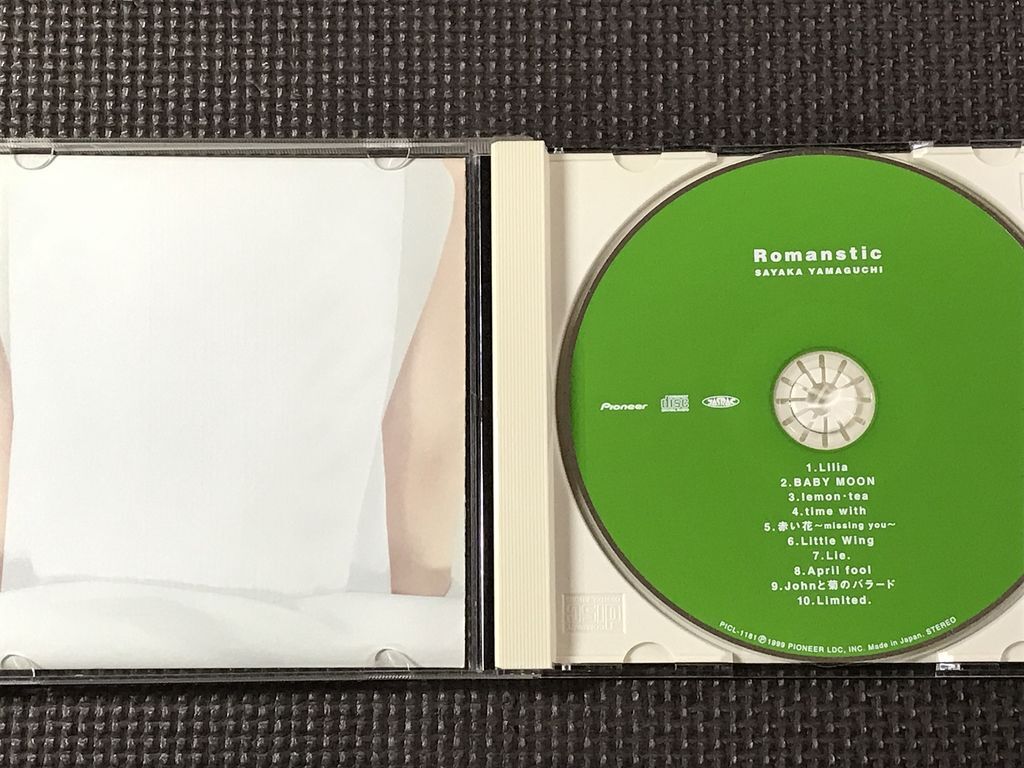 Romanstic
SAYAKA YAMAGUCHI
Pioneer
disc
1.Lilia
2.BABY MOON
3.lemon·tea
4.time with
5.赤い花～missing you～
6.Little Wing
7.Lie.
8.April fool
9.Johnと菊のバラード
10.Limited.
PICL-1181 Ⓟ1999 PIONEER LDC, INC. Made in Japan. STEREO